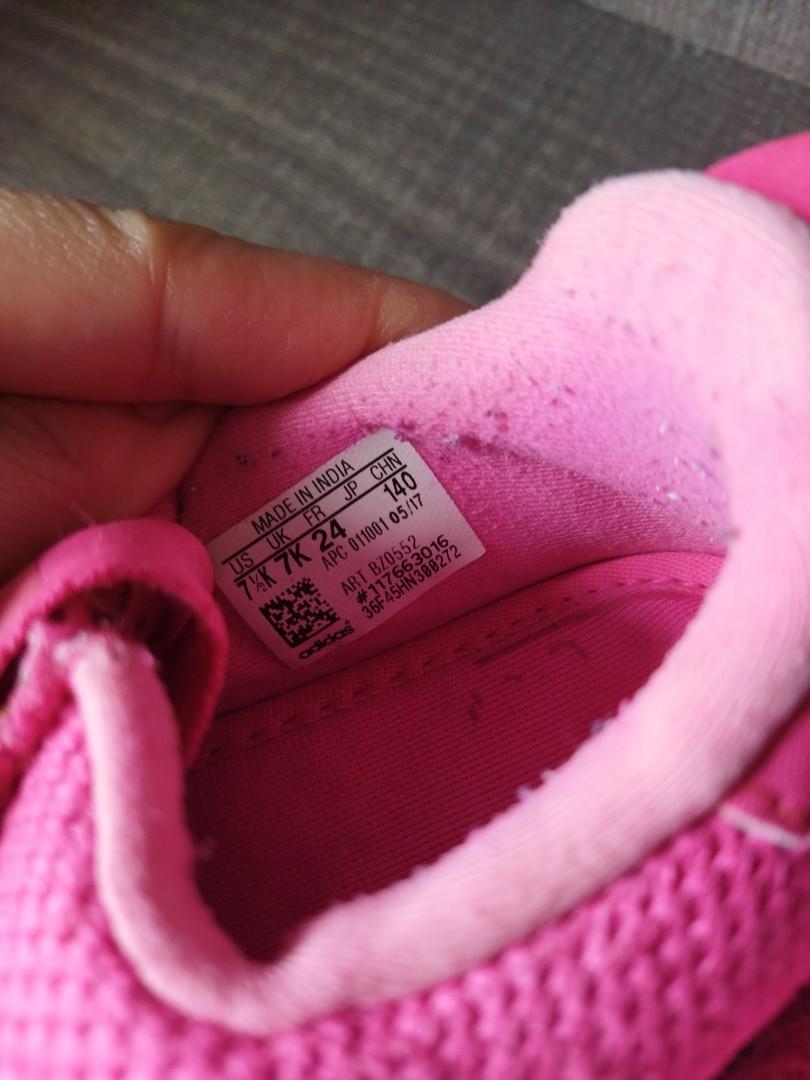 MADE IN INDIA
US UK FR JP CHN
7½K 7K 24 140
APC 011001 05/17
ART BZ0552
#117663016
36F45HN300272
adidas